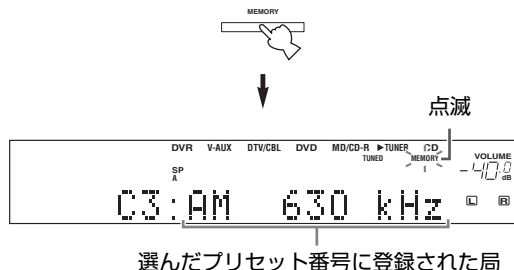 MEMORY
点滅
DVR V-AUX DTV/CBL DVD MD/CD-R ►TUNER CD
TUNED MEMORY VOLUME
SP
A
-40.0 dB
L R
C3:AM 630 kHz
選んだプリセット番号に登録された局